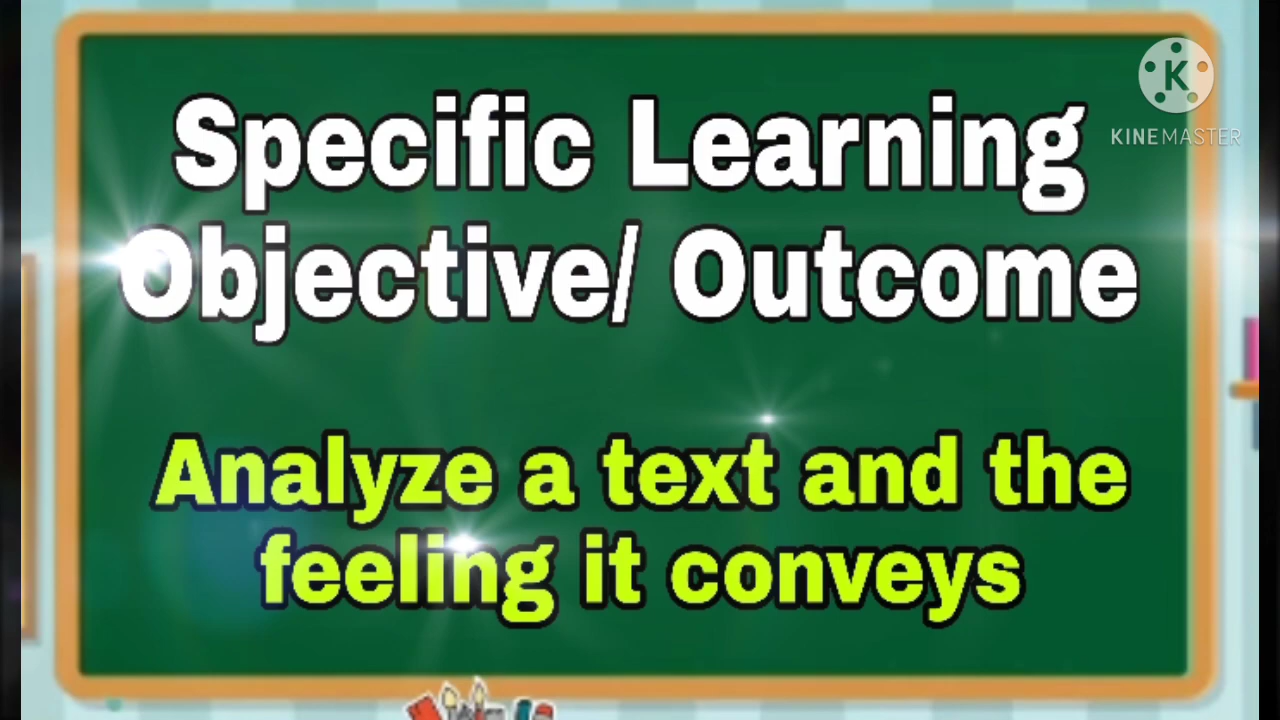 Specific Learning
Objective/ Outcome
Analyze a text and the
feeling it conveys
K
KINEMASTER